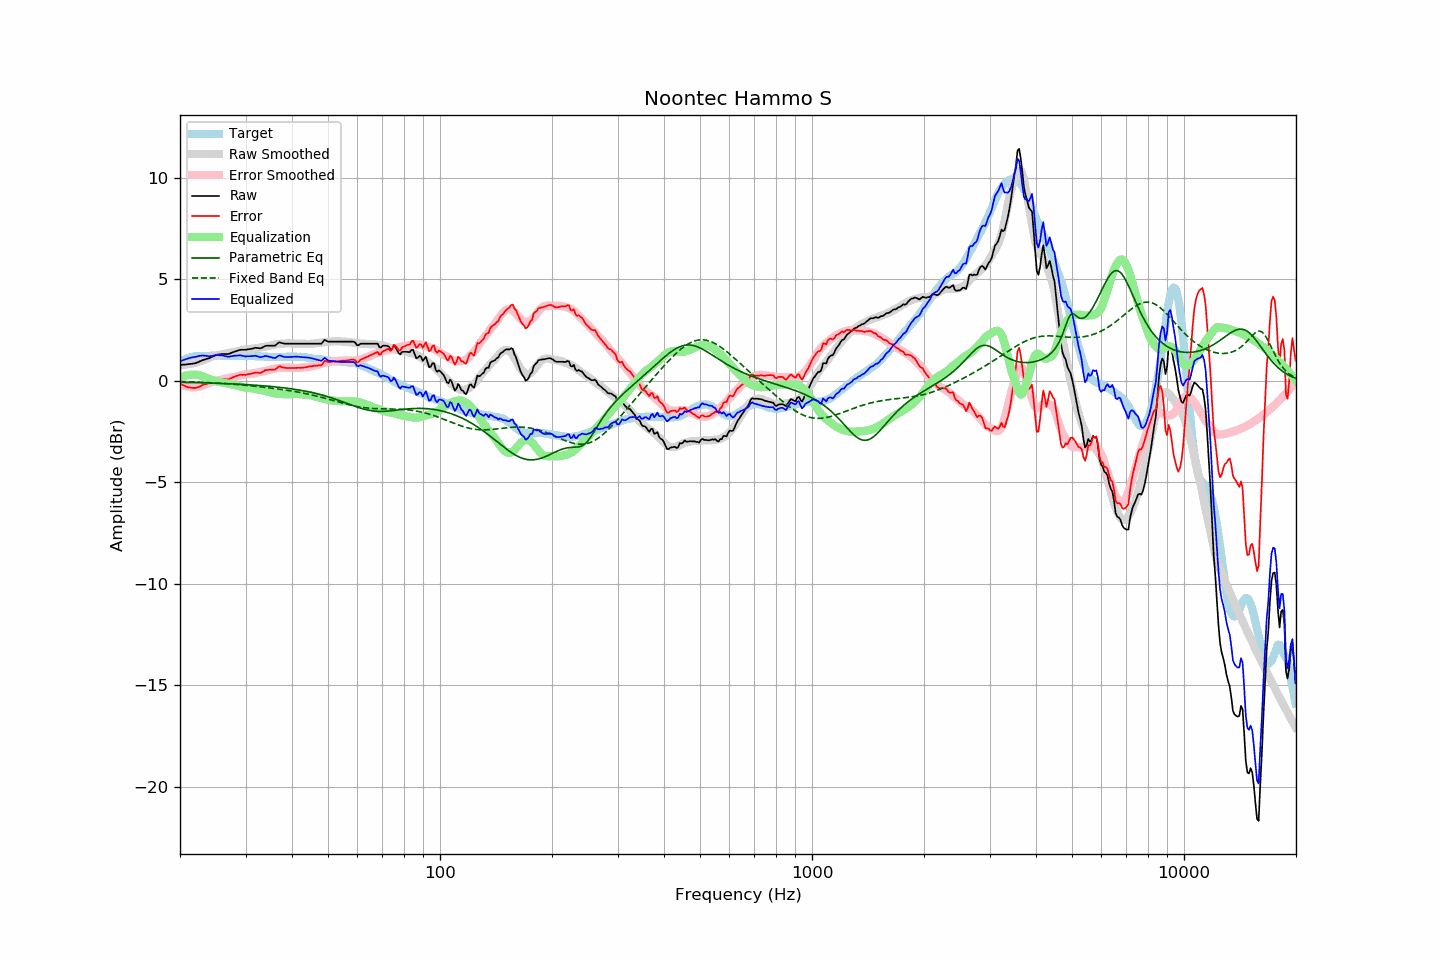 Noontec Hammo S
Target
Raw Smoothed
Error Smoothed
Raw
Error
Equalization
Parametric Eq
Fixed Band Eq
Equalized
10
5
0
−5
−10
−15
−20
Amplitude (dBr)
100
1000
10000
Frequency (Hz)